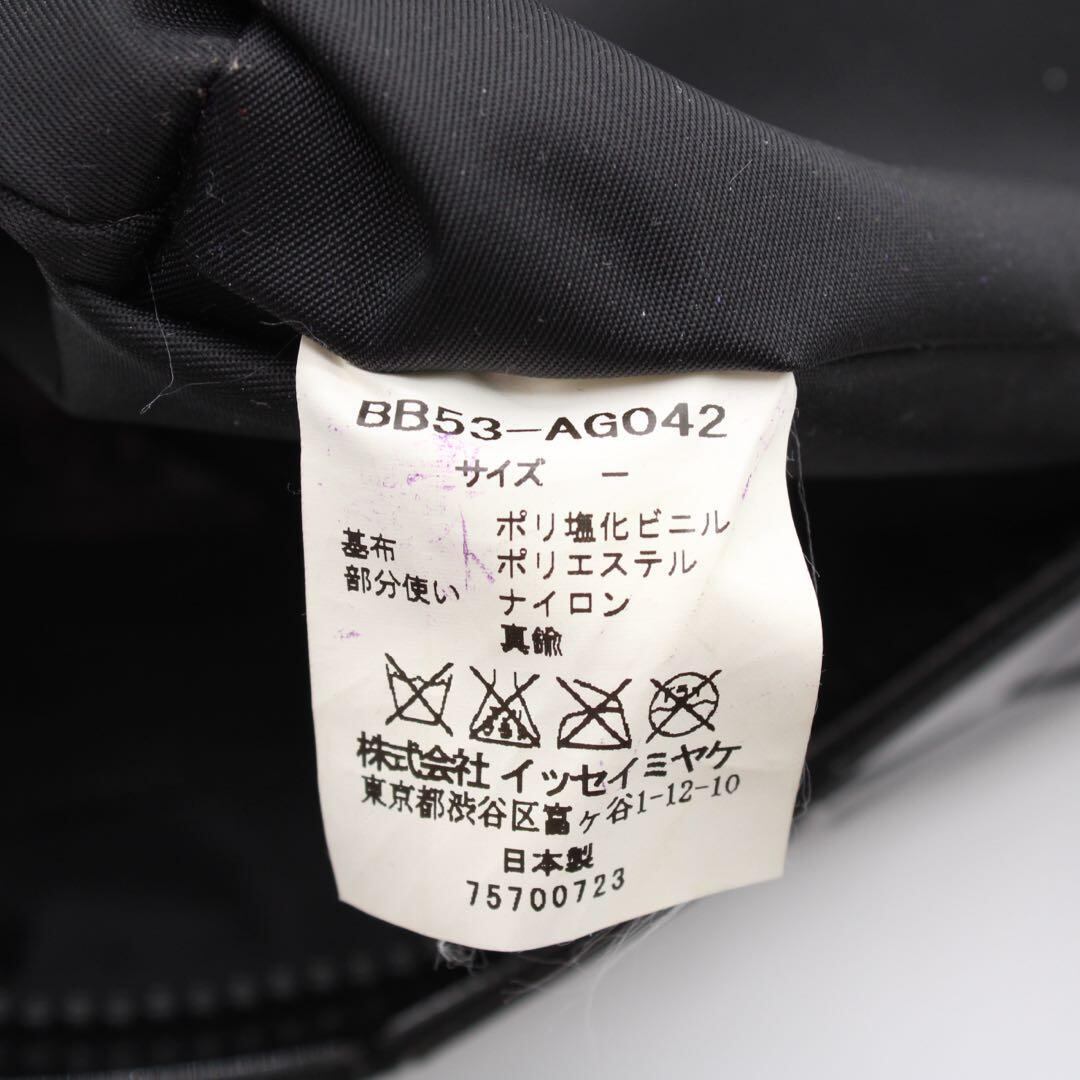 BB53-AG042
サイズ －
ポリ塩化ビニル
基布 ポリエステル
部分使い ナイロン
真鍮
株式会社 イッセイミヤケ
東京都渋谷区富ヶ谷1-12-10
日本製
75700723